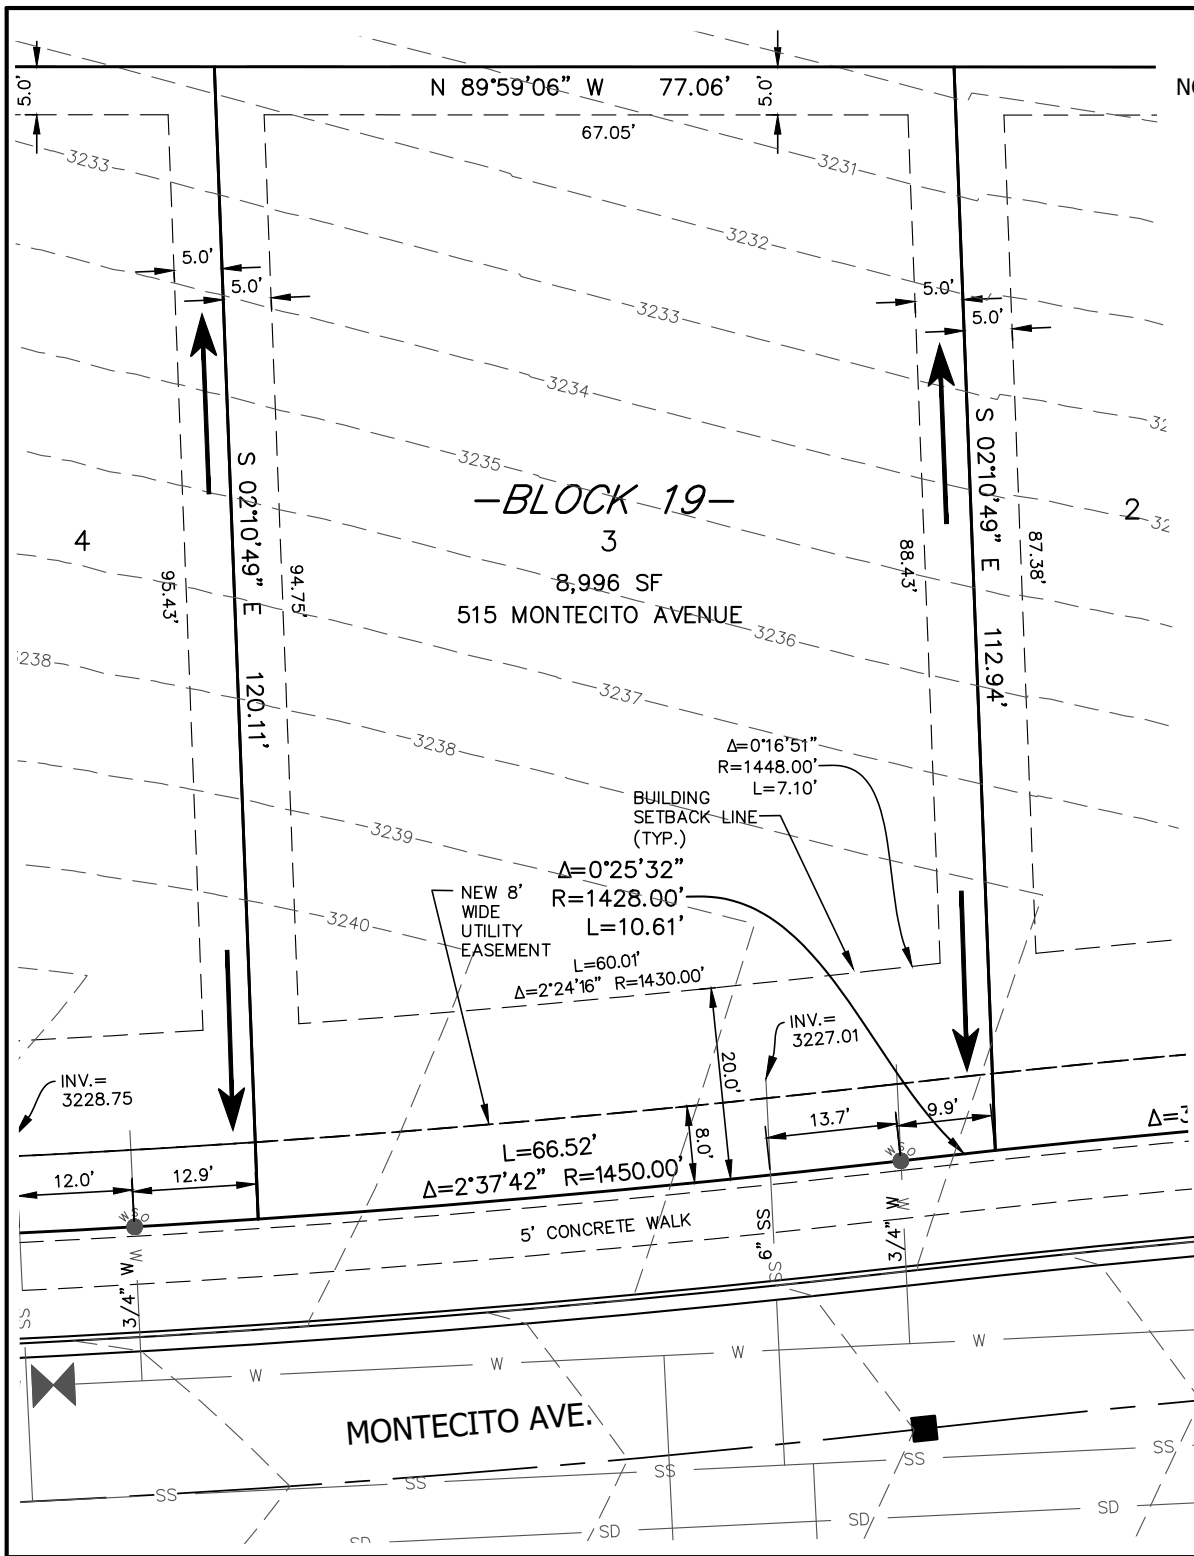 5.0'
N 89°59'06" W 77.06'
5.0'
67.05'
3233
3231
3232
5.0'
5.0'
5.0'
5.0'
3233
3234
3235
S 02°10'49" E 120.11'
S 02°10'49" E 112.94'
-BLOCK 19-
4
3
2
8,996 SF
515 MONTECITO AVENUE
95.43'
94.75'
88.43'
87.38'
3236
3237
3238
3238
3239
3240
Δ=0°16'51"
R=1448.00'
L=7.10'
BUILDING
SETBACK LINE
(TYP.)
Δ=0°25'32"
R=1428.00'
L=10.61'
NEW 8'
WIDE
UTILITY
EASEMENT
L=60.01'
Δ=2°24'16" R=1430.00'
INV.=
3227.01
INV.=
3228.75
20.0'
8.0'
13.7'
9.9'
12.0'
12.9'
L=66.52'
Δ=2°37'42" R=1450.00'
Δ=3
WSO
WSO
5' CONCRETE WALK
3/4" W
W
6" SS
SS
3/4" W
W
SS
W
W
W
W
MONTECITO AVE.
SS
SS
SS
SS
SS
SD
SD
SD
SD